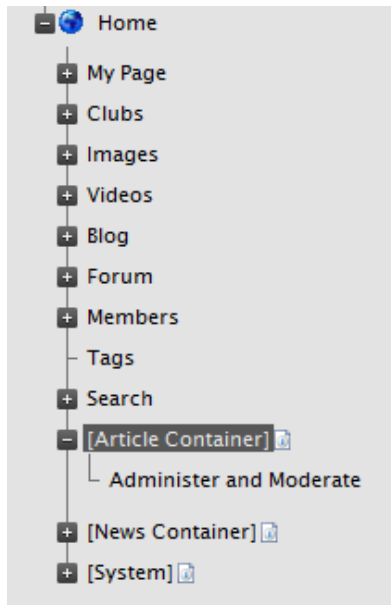 Home
My Page
Clubs
Images
Videos
Blog
Forum
Members
Tags
Search
[Article Container]
Administer and Moderate
[News Container]
[System]